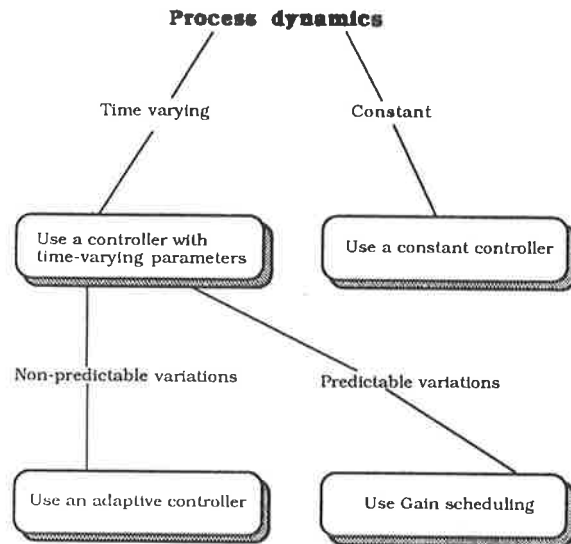 Process dynamics
Time varying
Constant
Use a controller with
time-varying parameters
Use a constant controller
Non-predictable variations
Predictable variations
Use an adaptive controller
Use Gain scheduling